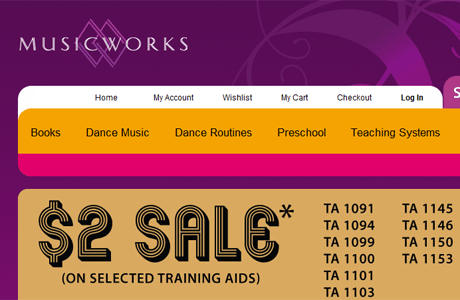 MUSICWORKS
Home My Account Wishlist My Cart Checkout Log In
S
Books Dance Music Dance Routines Preschool Teaching Systems
$2 SALE*
(ON SELECTED TRAINING AIDS)
TA 1091 TA 1145
TA 1094 TA 1146
TA 1099 TA 1150
TA 1100 TA 1153
TA 1101
TA 1103